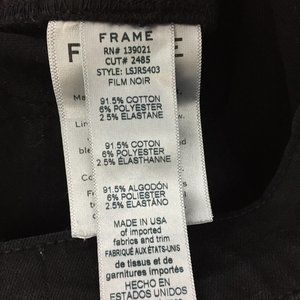 FRAME
RN# 139021
CUT# 2485
STYLE: LSJRS403
FILM NOIR
91.5% COTTON
6% POLYESTER
2.5% ELASTANE
91.5% COTON
6% POLYESTER
2.5% ÉLASTHANNE
91.5% ALGODÓN
6% POLIÉSTER
2.5% ELASTANO
MADE IN USA
of imported
fabrics and trim
FABRIQUÉ AUX ÉTATS-UNIS
de tissus et de
garnitures importés
HECHO EN
ESTADOS UNIDOS